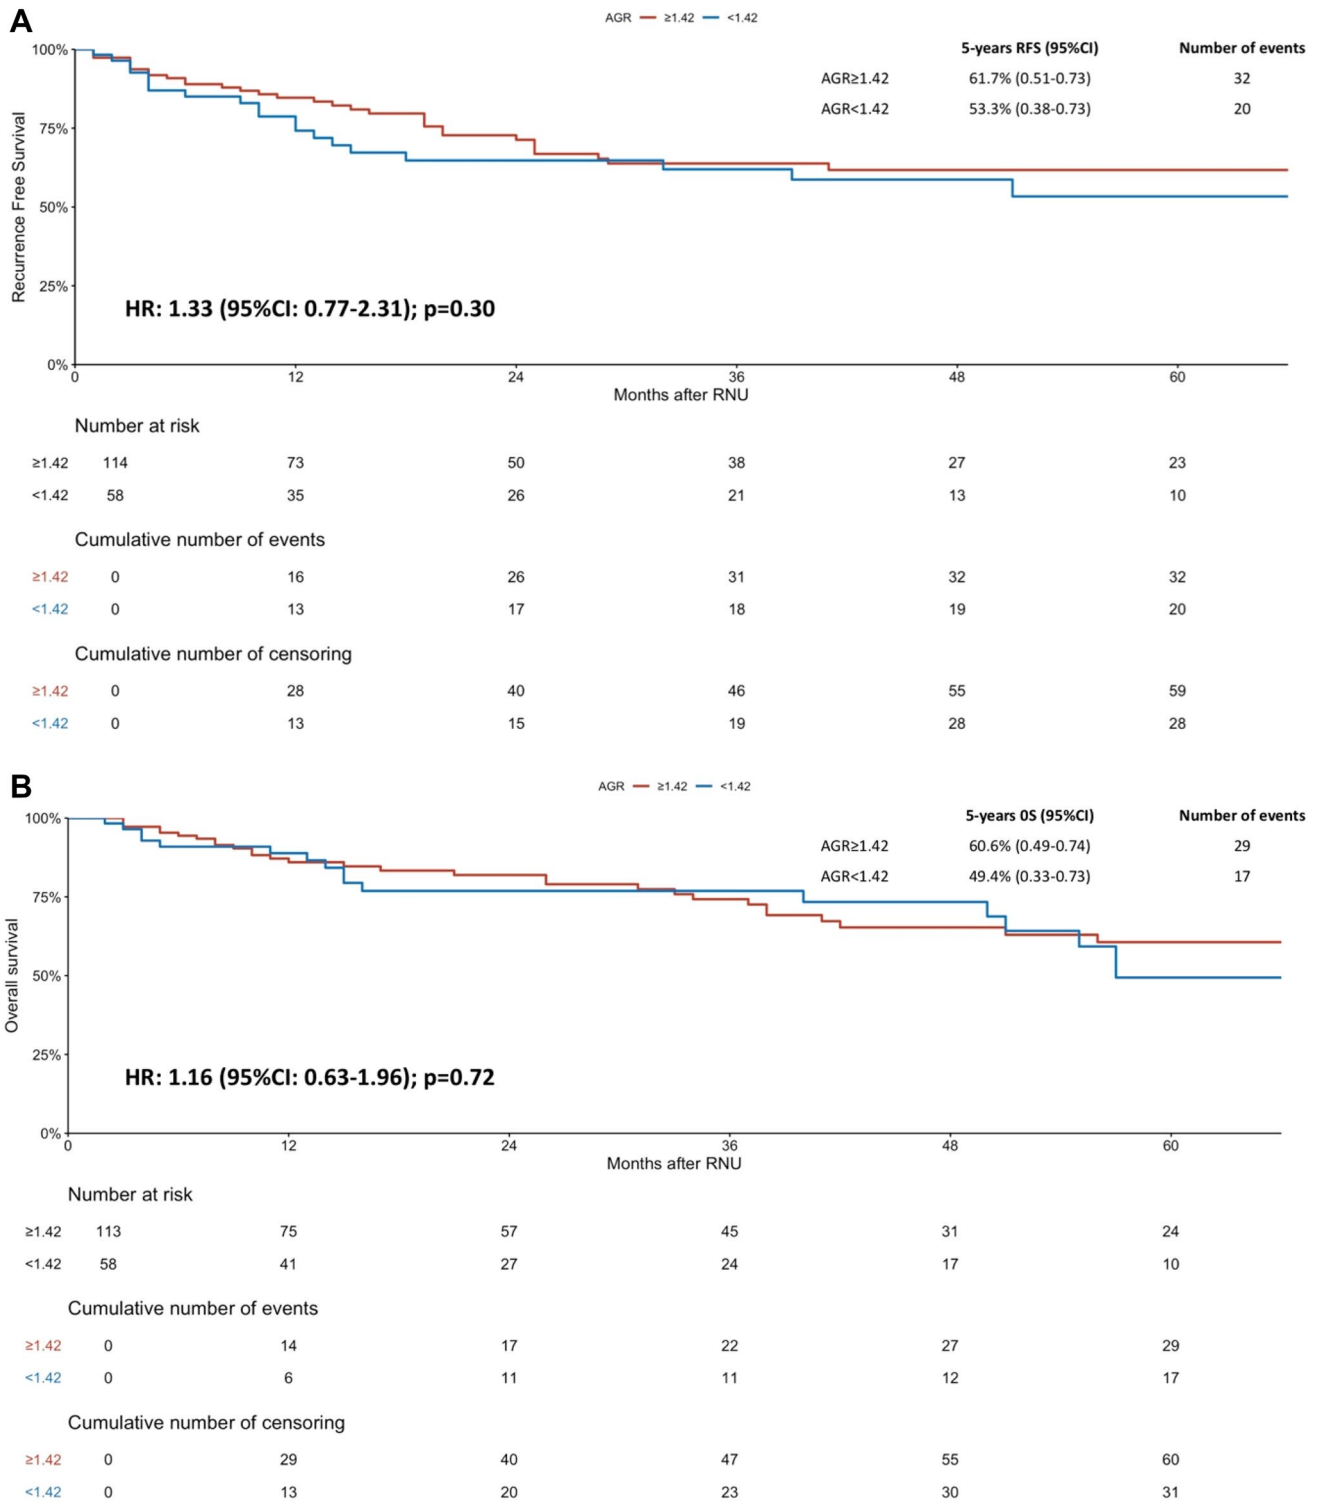 A
AGR ≥1.42 <1.42
5-years RFS (95%CI) Number of events
AGR≥1.42 61.7% (0.51-0.73) 32
AGR<1.42 53.3% (0.38-0.73) 20
Recurrence Free Survival
100%
75%
50%
25%
0%
HR: 1.33 (95%CI: 0.77-2.31); p=0.30
0 12 24 36 48 60
Months after RNU
Number at risk
≥1.42 114 73 50 38 27 23
<1.42 58 35 26 21 13 10
Cumulative number of events
≥1.42 0 16 26 31 32 32
<1.42 0 13 17 18 19 20
Cumulative number of censoring
≥1.42 0 28 40 46 55 59
<1.42 0 13 15 19 28 28
B
AGR ≥1.42 <1.42
5-years 0S (95%CI) Number of events
AGR≥1.42 60.6% (0.49-0.74) 29
AGR<1.42 49.4% (0.33-0.73) 17
Overall survival
100%
75%
50%
25%
0%
HR: 1.16 (95%CI: 0.63-1.96); p=0.72
0 12 24 36 48 60
Months after RNU
Number at risk
≥1.42 113 75 57 45 31 24
<1.42 58 41 27 24 17 10
Cumulative number of events
≥1.42 0 14 17 22 27 29
<1.42 0 6 11 11 12 17
Cumulative number of censoring
≥1.42 0 29 40 47 55 60
<1.42 0 13 20 23 30 31